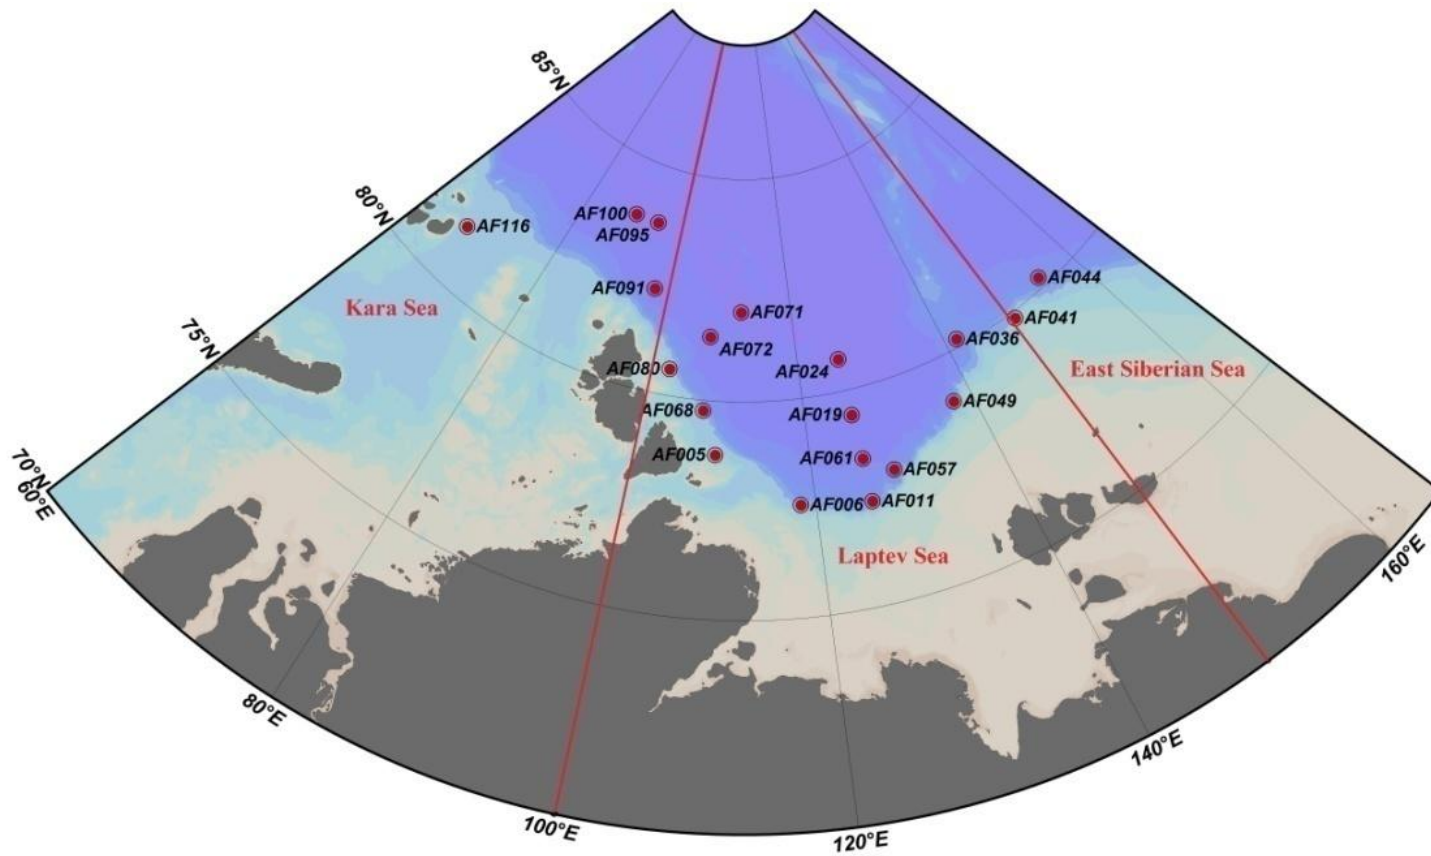 85°N
80°N
75°N
70°N
60°E
80°E
100°E
120°E
140°E
160°E
AF116
AF100
AF095
AF091
Kara Sea
AF071
AF072
AF080
AF068
AF005
AF044
AF041
AF036
AF024
East Siberian Sea
AF049
AF019
AF061
AF057
AF006
AF011
Laptev Sea